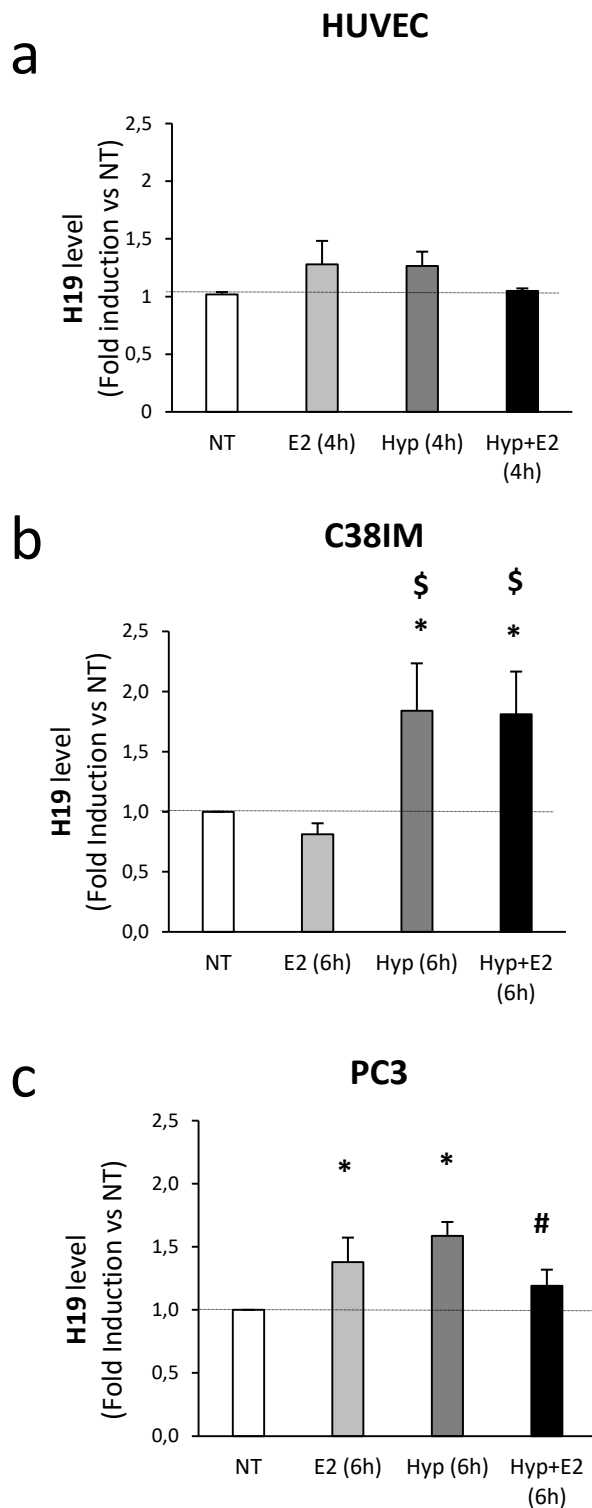 HUVEC
a
H19 level
(Fold induction vs NT)
2,5
2
1,5
1
0,5
0
NT
E2 (4h)
Hyp (4h)
Hyp+E2
(4h)
b
C38IM
$
$
*
*
H19 level
(Fold Induction vs NT)
2,5
2,0
1,5
1,0
0,5
0,0
NT
E2 (6h)
Hyp (6h)
Hyp+E2
(6h)
c
PC3
*
*
#
H19 level
(Fold Induction vs NT)
2,5
2,0
1,5
1,0
0,5
0,0
NT
E2 (6h)
Hyp (6h)
Hyp+E2
(6h)